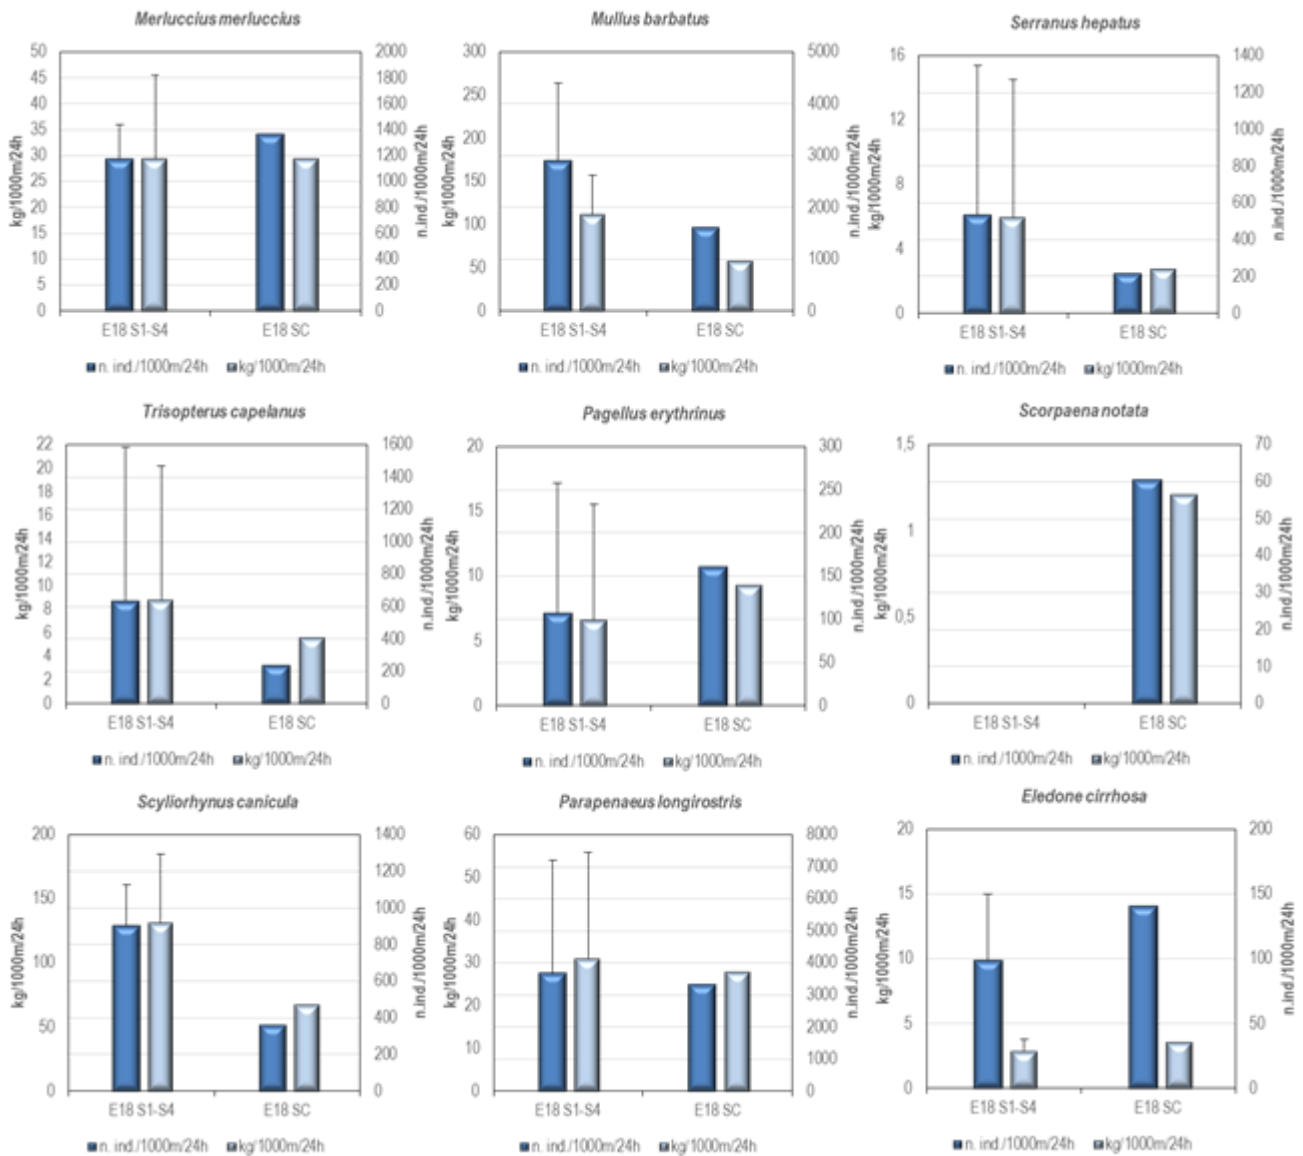 Merluccius merluccius
50
45
40
35
30
25
20
15
10
5
0
kg/1000m/24h
2000
1800
1600
1400
1200
1000
800
600
400
200
0
n.ind./1000m/24h
E18 S1-S4 E18 SC
n. ind./1000m/24h kg/1000m/24h
Mullus barbatus
300
250
200
150
100
50
0
kg/1000m/24h
5000
4000
3000
2000
1000
0
n.ind./1000m/24h
E18 S1-S4 E18 SC
n. ind./1000m/24h kg/1000m/24h
Serranus hepatus
16
12
8
4
0
kg/1000m/24h
1400
1200
1000
800
600
400
200
0
n.ind./1000m/24h
E18 S1-S4 E18 SC
n. ind./1000m/24h kg/1000m/24h
Trisopterus capelanus
22
20
18
16
14
12
10
8
6
4
2
0
kg/1000m/24h
1600
1400
1200
1000
800
600
400
200
0
n.ind./1000m/24h
E18 S1-S4 E18 SC
n. ind./1000m/24h kg/1000m/24h
Pagellus erythrinus
20
15
10
5
0
kg/1000m/24h
300
250
200
150
100
50
0
n.ind./1000m/24h
E18 S1-S4 E18 SC
n. ind./1000m/24h kg/1000m/24h
Scorpaena notata
1,5
1
0,5
0
kg/1000m/24h
70
60
50
40
30
20
10
0
n.ind./1000m/24h
E18 S1-S4 E18 SC
n. ind./1000m/24h kg/1000m/24h
Scyliorhynus canicula
200
150
100
50
0
kg/1000m/24h
1400
1200
1000
800
600
400
200
0
n.ind./1000m/24h
E18 S1-S4 E18 SC
n. ind./1000m/24h kg/1000m/24h
Parapenaeus longirostris
60
50
40
30
20
10
0
kg/1000m/24h
8000
7000
6000
5000
4000
3000
2000
1000
0
n.ind./1000m/24h
E18 S1-S4 E18 SC
n. ind./1000m/24h kg/1000m/24h
Eledone cirrhosa
20
15
10
5
0
kg/1000m/24h
200
150
100
50
0
n.ind./1000m/24h
E18 S1-S4 E18 SC
n. ind./1000m/24h kg/1000m/24h